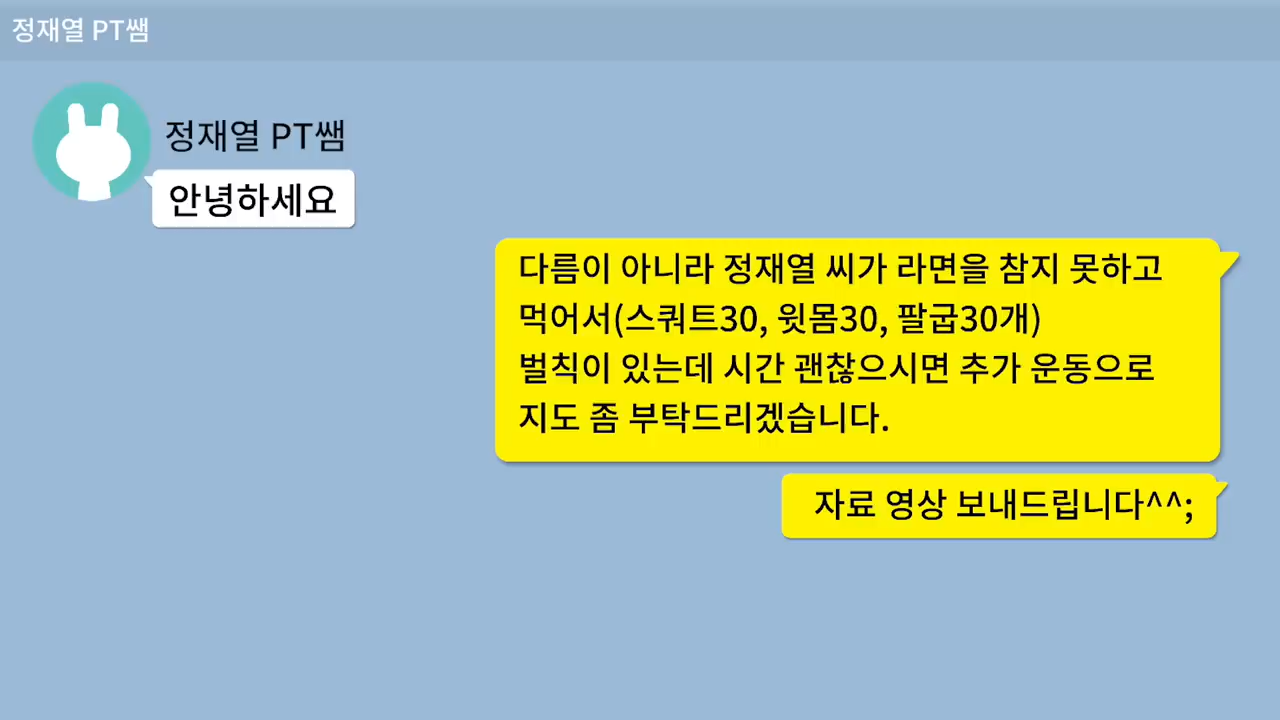 정재열 PT쌤
정재열 PT쌤
안녕하세요
다름이 아니라 정재열 씨가 라면을 참지 못하고
먹어서(스쿼트30, 윗몸30, 팔굽30개)
벌칙이 있는데 시간 괜찮으시면 추가 운동으로
지도 좀 부탁드리겠습니다.
자료 영상 보내드립니다^^;